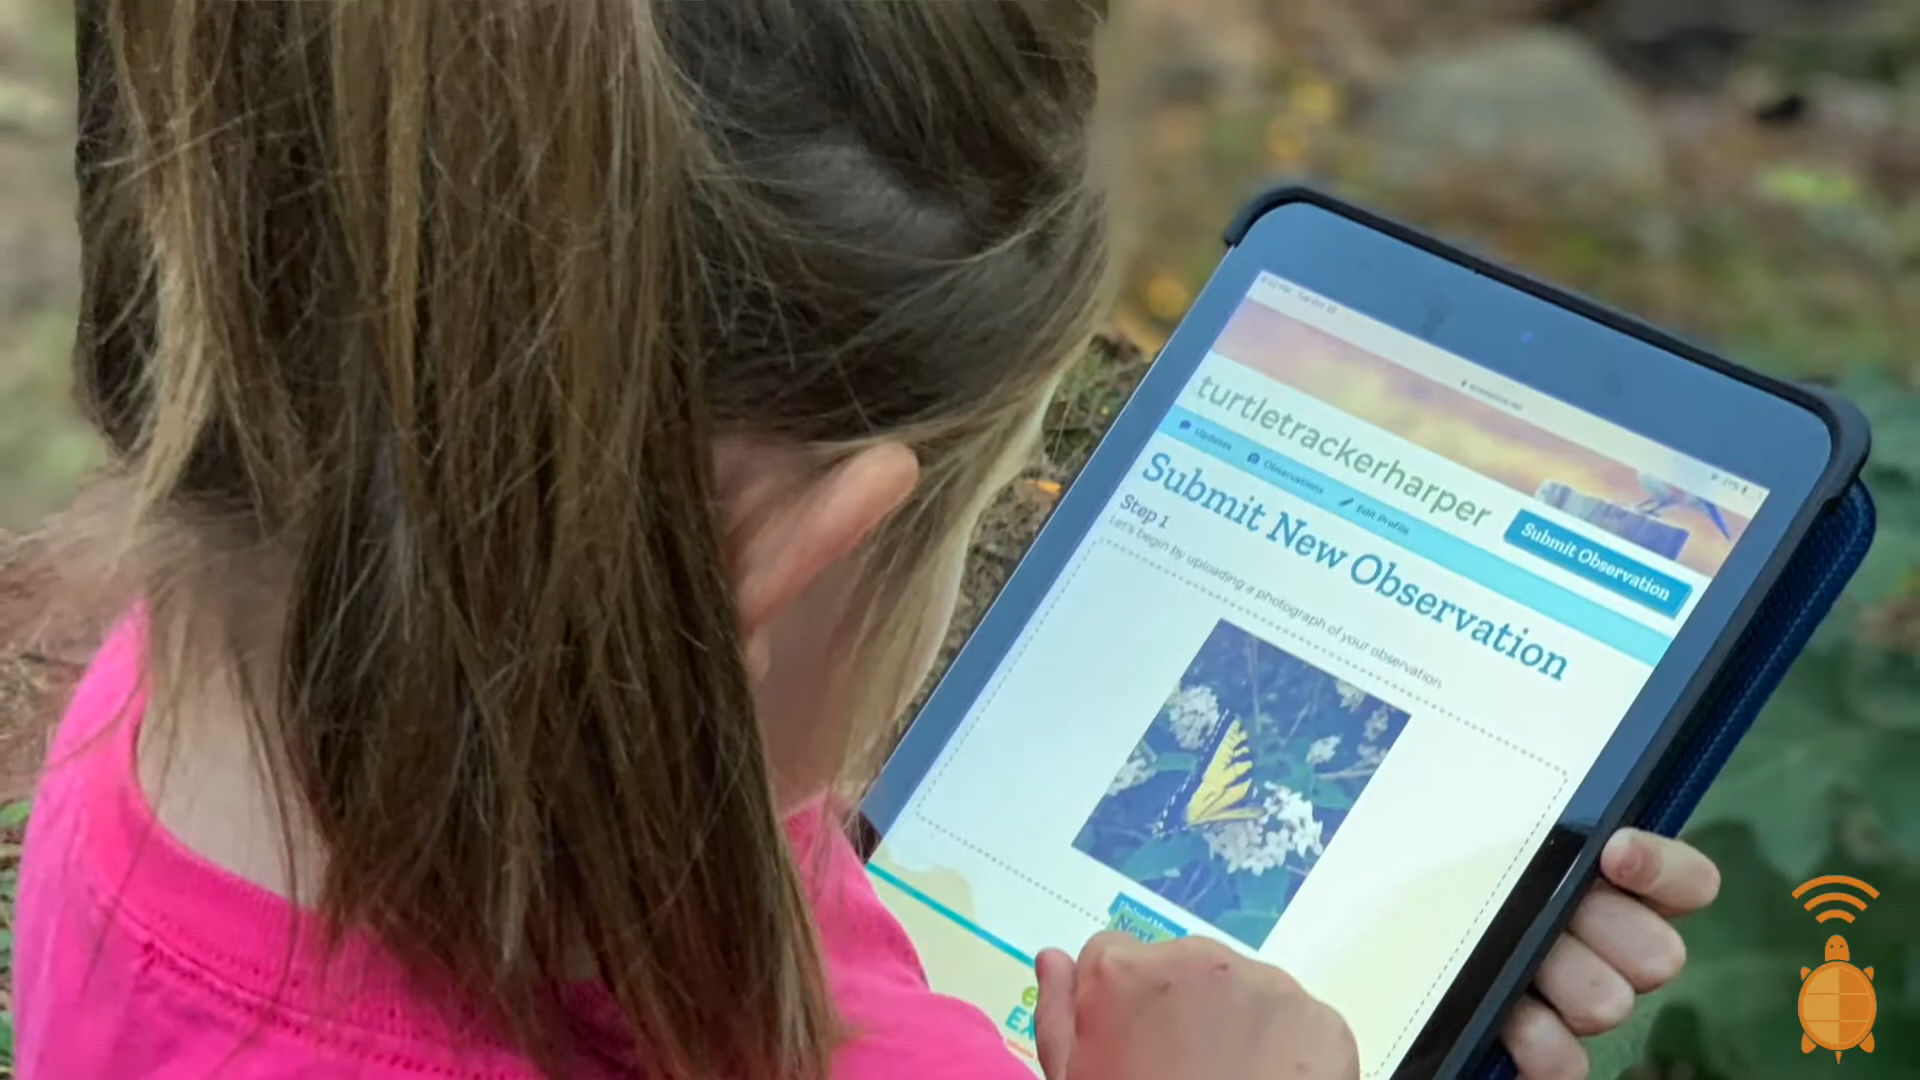 turtletrackerharper
Updates
Observations
Edit Profile
Submit Observation
Submit New Observation
Step 1
Let's begin by uploading a photograph of your observation.
Next